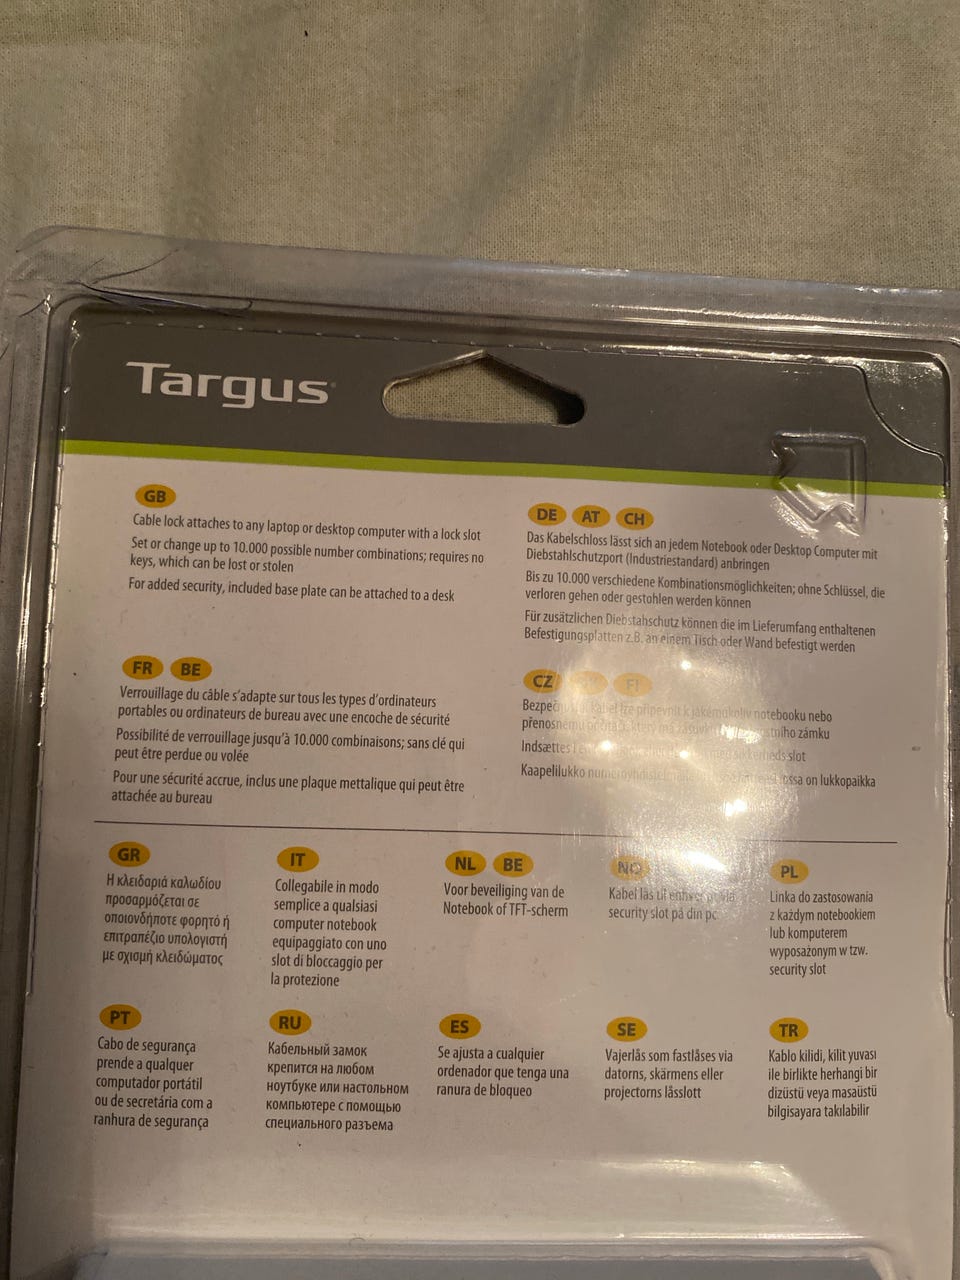 Targus
GB
Cable lock attaches to any laptop or desktop computer with a lock slot
Set or change up to 10.000 possible number combinations; requires no
keys, which can be lost or stolen
For added security, included base plate can be attached to a desk
DE AT CH
Das Kabelschloss lässt sich an jedem Notebook oder Desktop Computer mit
Diebstahlschutzport (Industriestandard) anbringen
Bis zu 10.000 verschiedene Kombinationsmöglichkeiten; ohne Schlüssel, die
verloren gehen oder gestohlen werden können
Für zusätzlichen Diebstahschutz können die im Lieferumfang enthaltenen
Befestigungsplatten z.B. an einem Tisch oder Wand befestigt werden
FR BE
Verrouillage du câble s'adapte sur tous les types d'ordinateurs
portables ou ordinateurs de bureau avec une encoche de sécurité
Possibilité de verrouillage jusqu'à 10.000 combinaisons; sans clé qui
peut être perdue ou volée
Pour une sécurité accrue, inclus une plaque mettalique qui peut être
attachée au bureau
CZ FI
kabel lze připevnit k jakémukoliv notebooku nebo
zámku
Indsættes sikkerheds slot
Kaapelilukko on lukkopaikka
GR
Η κλειδαριά καλωδίου
προσαρμόζεται σε
οποιονδήποτε φορητό ή
επιτραπέζιο υπολογιστή
με σχισμή κλειδώματος
IT
Collegabile in modo
semplice a qualsiasi
computer notebook
equipaggiato con uno
slot di bloccaggio per
la protezione
NL BE
Voor beveiliging van de
Notebook of TFT-scherm
NO
Kabel lås til enhver via
security slot på din pc
PL
Linka do zastosowania
z każdym notebookiem
lub komputerem
wyposażonym w tzw.
security slot
PT
Cabo de segurança
prende a qualquer
computador portátil
ou de secretária com a
ranhura de segurança
RU
Кабельный замок
крепится на любом
ноутбуке или настольном
компьютере с помощью
специального разъема
ES
Se ajusta a cualquier
ordenador que tenga una
ranura de bloqueo
SE
Vajerlås som fastlåses via
datorns, skärmens eller
projectorns låsslott
TR
Kablo kilidi, kilit yuvası
ile birlikte herhangi bir
dizüstü veya masaüstü
bilgisayara takılabilir